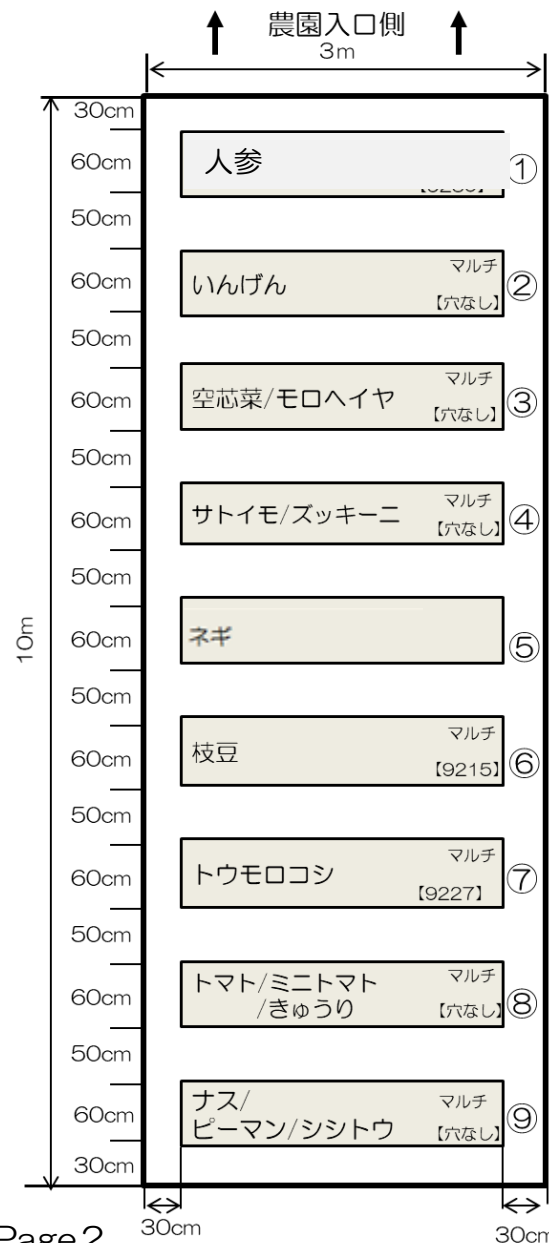 農園入口側
3m
30cm
人参
60cm
①
50cm
いんげん
マルチ
【穴なし】
60cm
②
50cm
空芯菜/モロヘイヤ
マルチ
【穴なし】
60cm
③
50cm
サトイモ/ズッキーニ
マルチ
【穴なし】
60cm
④
50cm
10m
ネギ
60cm
⑤
50cm
枝豆
マルチ
【9215】
60cm
⑥
50cm
トウモロコシ
マルチ
【9227】
60cm
⑦
50cm
トマト/ミニトマト
/きゅうり
マルチ
【穴なし】
60cm
⑧
50cm
ナス/
ピーマン/シシトウ
マルチ
【穴なし】
60cm
⑨
30cm
30cm
30cm
Page2